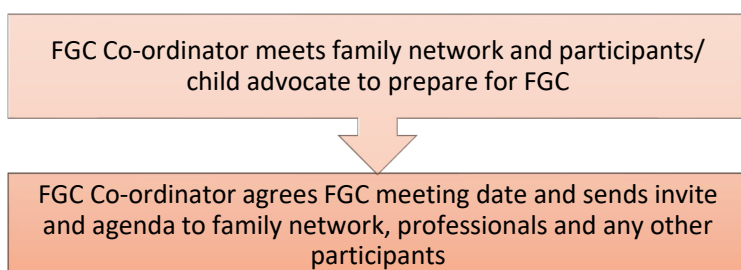 FGC Co-ordinator meets family network and participants/
child advocate to prepare for FGC
FGC Co-ordinator agrees FGC meeting date and sends invite
and agenda to family network, professionals and any other
participants